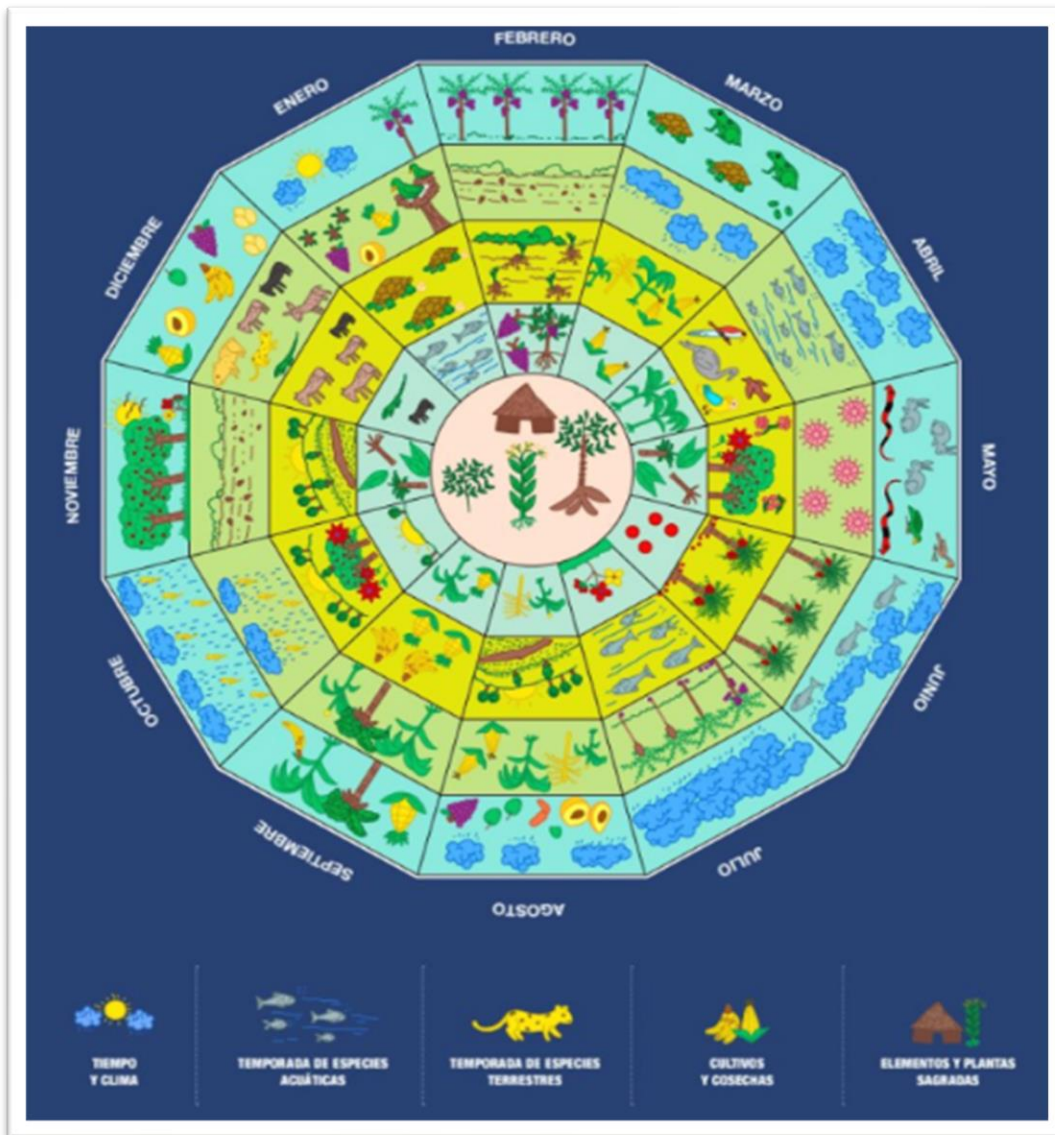 FEBRERO
MARZO
ABRIL
MAYO
JUNIO
JULIO
AGOSTO
SEPTIEMBRE
OCTUBRE
NOVIEMBRE
DICIEMBRE
ENERO
TIEMPO
Y CLIMA
TEMPORADA DE ESPECIES
ACUÁTICAS
TEMPORADA DE ESPECIES
TERRESTRES
CULTIVOS
Y COSECHAS
ELEMENTOS Y PLANTAS
SAGRADAS